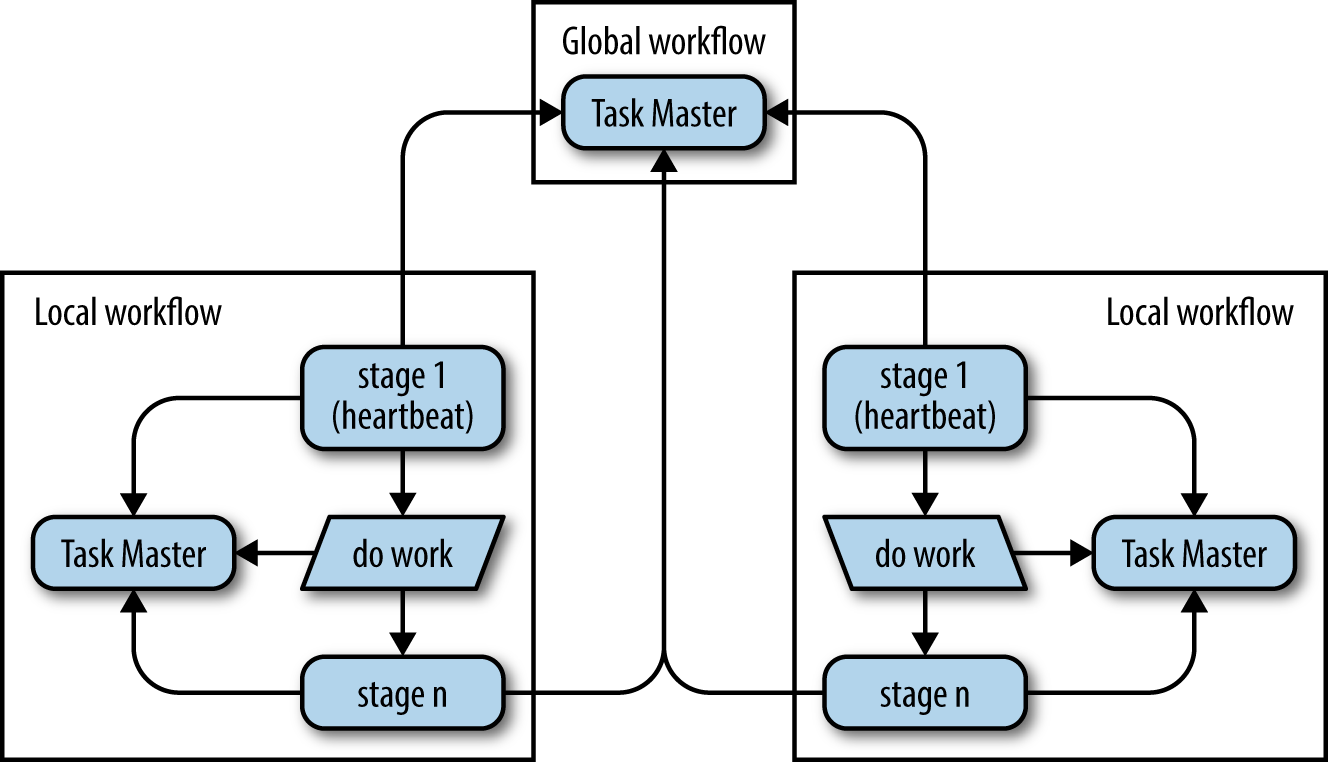 Global workflow
Task Master
Local workflow
stage 1
(heartbeat)
Task Master
do work
stage n
Local workflow
stage 1
(heartbeat)
do work
Task Master
stage n